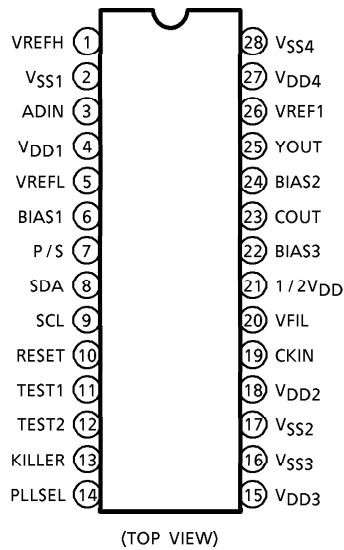 VREFH 1 28 VSS4
VSS1 2 27 VDD4
ADIN 3 26 VREF1
VDD1 4 25 YOUT
VREFL 5 24 BIAS2
BIAS1 6 23 COUT
P/S 7 22 BIAS3
SDA 8 21 1/2VDD
SCL 9 20 VFIL
RESET 10 19 CKIN
TEST1 11 18 VDD2
TEST2 12 17 VSS2
KILLER 13 16 VSS3
PLLSEL 14 15 VDD3
(TOP VIEW)